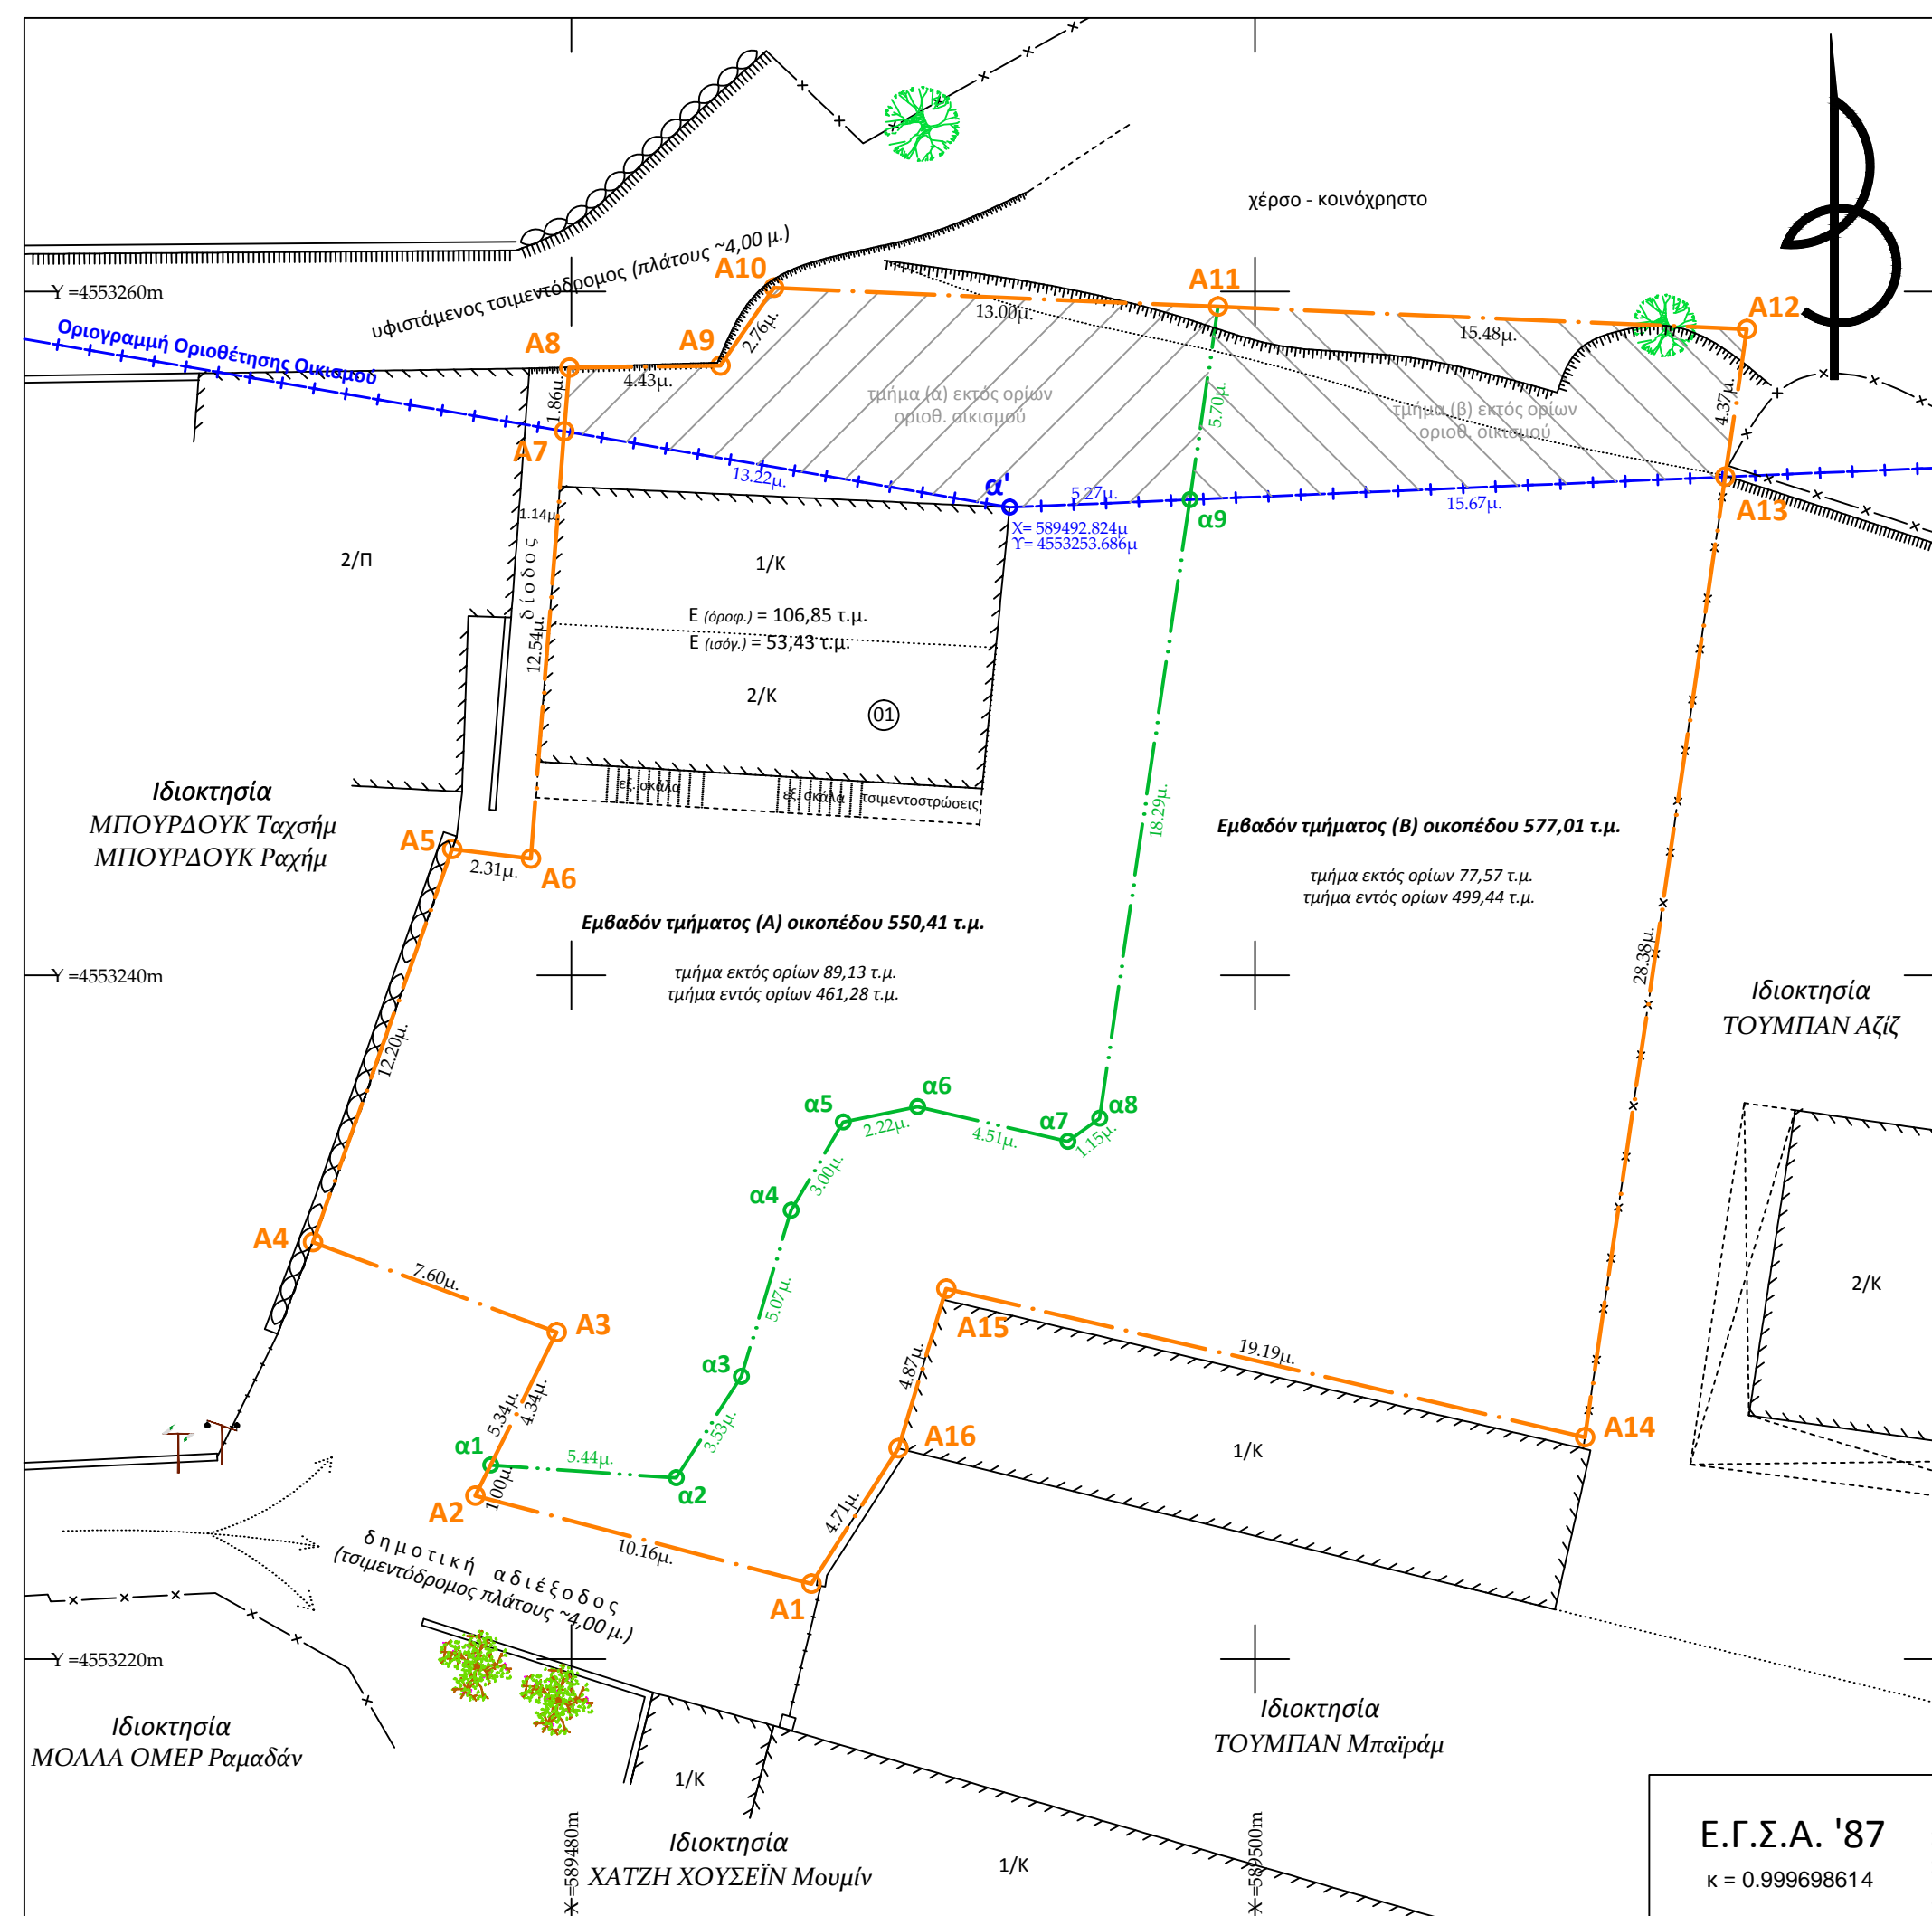 χέρσο - κοινόχρηστο
υφιστάμενος τσιμεντόδρομος (πλάτους ~4,00 μ.)
Y =4553260m
Οριογραμμή Οριοθέτησης Οικισμού
A10
A11
A12
A8
A9
2.76μ.
13.00μ.
15.48μ.
4.43μ.
1.86μ.
τμήμα (α) εκτός ορίων
οριοθ. οικισμού
5.70μ.
τμήμα (β) εκτός ορίων
οριοθ. οικισμού
4.37μ.
A7
13.22μ.
α'
5.27μ.
15.67μ.
α9
A13
X= 589492.824μ
Υ= 4553253.686μ
1.14μ.
δίοδος
2/Π
1/Κ
Ε (όροφ.) = 106,85 τ.μ.
Ε (ισόγ.) = 53,43 τ.μ.
12.54μ.
2/Κ
01
εξ. σκάλα
εξ. σκάλα
τσιμεντοστρώσεις
18.29μ.
Ιδιοκτησία
ΜΠΟΥΡΔΟΥΚ Ταχσήμ
ΜΠΟΥΡΔΟΥΚ Ραχήμ
A5
2.31μ.
A6
Εμβαδόν τμήματος (Β) οικοπέδου 577,01 τ.μ.
τμήμα εκτός ορίων 77,57 τ.μ.
τμήμα εντός ορίων 499,44 τ.μ.
Εμβαδόν τμήματος (Α) οικοπέδου 550,41 τ.μ.
τμήμα εκτός ορίων 89,13 τ.μ.
τμήμα εντός ορίων 461,28 τ.μ.
28.38μ.
Y =4553240m
Ιδιοκτησία
ΤΟΥΜΠΑΝ Αζίζ
12.20μ.
α5
α6
α7
α8
2.22μ.
4.51μ.
1.15μ.
3.00μ.
α4
A4
7.60μ.
A3
5.07μ.
A15
2/Κ
α3
4.87μ.
19.19μ.
5.34μ.
4.34μ.
3.53μ.
A16
A14
1/Κ
α1
5.44μ.
α2
1.00μ.
A2
4.71μ.
10.16μ.
A1
δημοτική αδιέξοδος
(τσιμεντόδρομος πλάτους ~4,00 μ.)
Y =4553220m
Ιδιοκτησία
ΜΟΛΛΑ ΟΜΕΡ Ραμαδάν
Ιδιοκτησία
ΤΟΥΜΠΑΝ Μπαϊράμ
1/Κ
X=589480m
Ιδιοκτησία
ΧΑΤΖΗ ΧΟΥΣΕΪΝ Μουμίν
1/Κ
X=589500m
Ε.Γ.Σ.Α. '87
κ = 0.999698614